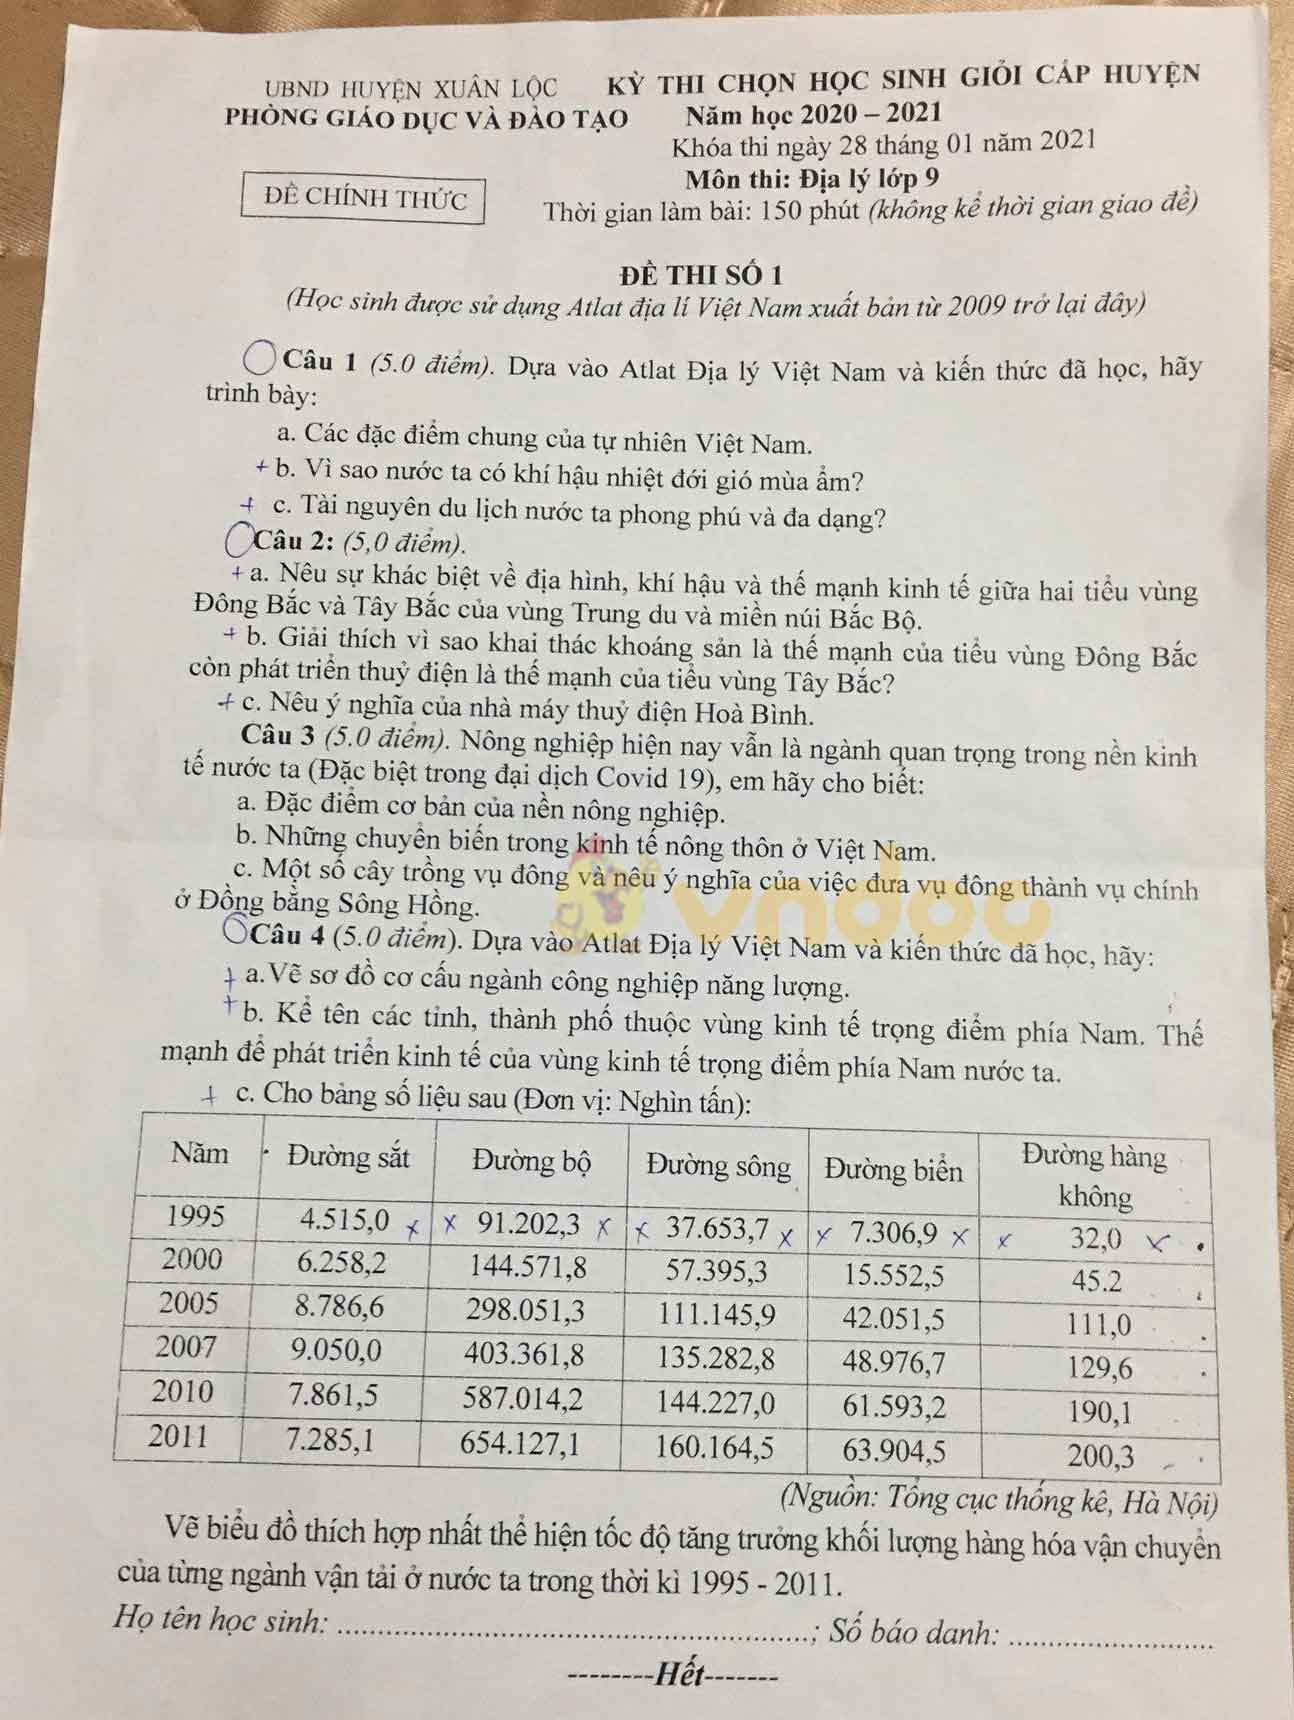 UBND HUYỆN XUÂN LỘC KỲ THI CHỌN HỌC SINH GIỎI CẤP HUYỆN
PHÒNG GIÁO DỤC VÀ ĐÀO TẠO Năm học 2020 – 2021
Khóa thi ngày 28 tháng 01 năm 2021
Môn thi: Địa lý lớp 9
ĐỀ CHÍNH THỨC Thời gian làm bài: 150 phút (không kể thời gian giao đề)
ĐỀ THI SỐ 1
(Học sinh được sử dụng Atlat địa lí Việt Nam xuất bản từ 2009 trở lại đây)
Câu 1 (5.0 điểm). Dựa vào Atlat Địa lý Việt Nam và kiến thức đã học, hãy
trình bày:
a. Các đặc điểm chung của tự nhiên Việt Nam.
+ b. Vì sao nước ta có khí hậu nhiệt đới gió mùa ẩm?
+ c. Tài nguyên du lịch nước ta phong phú và đa dạng?
Câu 2: (5,0 điểm).
+ a. Nêu sự khác biệt về địa hình, khí hậu và thế mạnh kinh tế giữa hai tiểu vùng
Đông Bắc và Tây Bắc của vùng Trung du và miền núi Bắc Bộ.
+ b. Giải thích vì sao khai thác khoáng sản là thế mạnh của tiểu vùng Đông Bắc
còn phát triển thuỷ điện là thế mạnh của tiểu vùng Tây Bắc?
+ c. Nêu ý nghĩa của nhà máy thuỷ điện Hoà Bình.
Câu 3 (5.0 điểm). Nông nghiệp hiện nay vẫn là ngành quan trọng trong nền kinh
tế nước ta (Đặc biệt trong đại dịch Covid 19), em hãy cho biết:
a. Đặc điểm cơ bản của nền nông nghiệp.
b. Những chuyển biến trong kinh tế nông thôn ở Việt Nam.
c. Một số cây trồng vụ đông và nêu ý nghĩa của việc đưa vụ đông thành vụ chính
ở Đồng bằng Sông Hồng.
vndoc
Câu 4 (5.0 điểm). Dựa vào Atlat Địa lý Việt Nam và kiến thức đã học, hãy:
+ a.Vẽ sơ đồ cơ cấu ngành công nghiệp năng lượng.
+ b. Kể tên các tỉnh, thành phố thuộc vùng kinh tế trọng điểm phía Nam. Thế
mạnh để phát triển kinh tế của vùng kinh tế trọng điểm phía Nam nước ta.
+ c. Cho bảng số liệu sau (Đơn vị: Nghìn tấn):
Năm Đường sắt Đường bộ Đường sông Đường biển Đường hàng
không
1995 4.515,0 x x 91.202,3 x x 37.653,7 x x 7.306,9 x x 32,0 x
2000 6.258,2 144.571,8 57.395,3 15.552,5 45.2
2005 8.786,6 298.051,3 111.145,9 42.051,5 111,0
2007 9.050,0 403.361,8 135.282,8 48.976,7 129,6
2010 7.861,5 587.014,2 144.227,0 61.593,2 190,1
2011 7.285,1 654.127,1 160.164,5 63.904,5 200,3
(Nguồn: Tổng cục thống kê, Hà Nội)
Vẽ biểu đồ thích hợp nhất thể hiện tốc độ tăng trưởng khối lượng hàng hóa vận chuyển
của từng ngành vận tải ở nước ta trong thời kì 1995 - 2011.
Họ tên học sinh: ................................................; Số báo danh: ......................
--------Hết-------